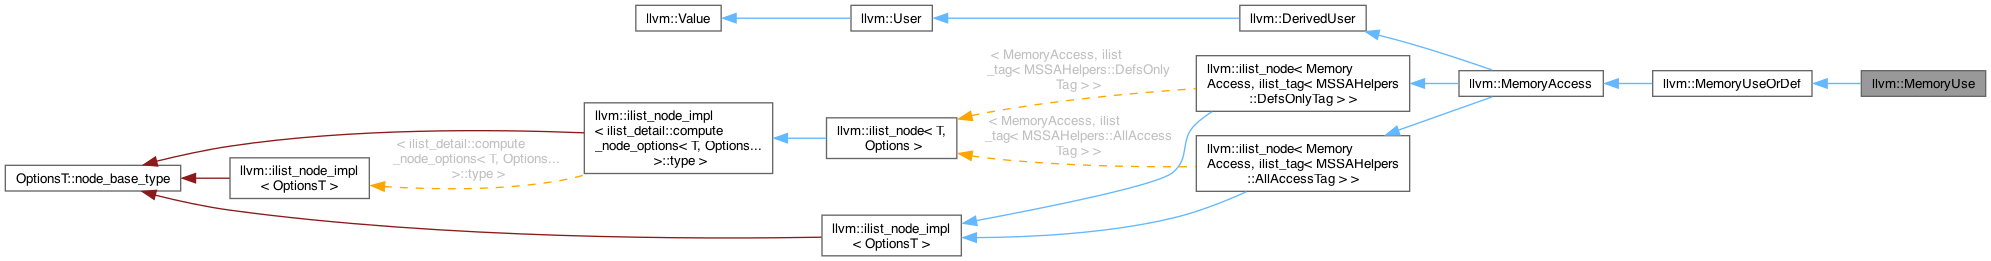 llvm::Value
llvm::User
llvm::DerivedUser
< MemoryAccess, ilist
_tag< MSSAHelpers::DefsOnly
Tag > >
llvm::ilist_node< Memory
Access, ilist_tag< MSSAHelpers
::DefsOnlyTag > >
llvm::MemoryAccess
llvm::MemoryUseOrDef
llvm::MemoryUse
llvm::ilist_node_impl
< ilist_detail::compute
_node_options< T, Options...
>::type >
llvm::ilist_node< T,
Options >
< MemoryAccess, ilist
_tag< MSSAHelpers::AllAccess
Tag > >
< ilist_detail::compute
_node_options< T, Options...
>::type >
llvm::ilist_node< Memory
Access, ilist_tag< MSSAHelpers
::AllAccessTag > >
OptionsT::node_base_type
llvm::ilist_node_impl
< OptionsT >
llvm::ilist_node_impl
< OptionsT >